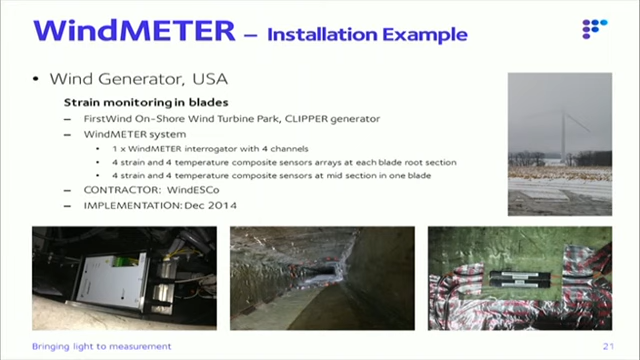 WindMETER – Installation Example
• Wind Generator, USA
Strain monitoring in blades
– FirstWind On-Shore Wind Turbine Park, CLIPPER generator
– WindMETER system
• 1 x WindMETER interrogator with 4 channels
• 4 strain and 4 temperature composite sensors arrays at each blade root section
• 4 strain and 4 temperature composite sensors at mid section in one blade
– CONTRACTOR: WindESCo
– IMPLEMENTATION: Dec 2014
Bringing light to measurement
21